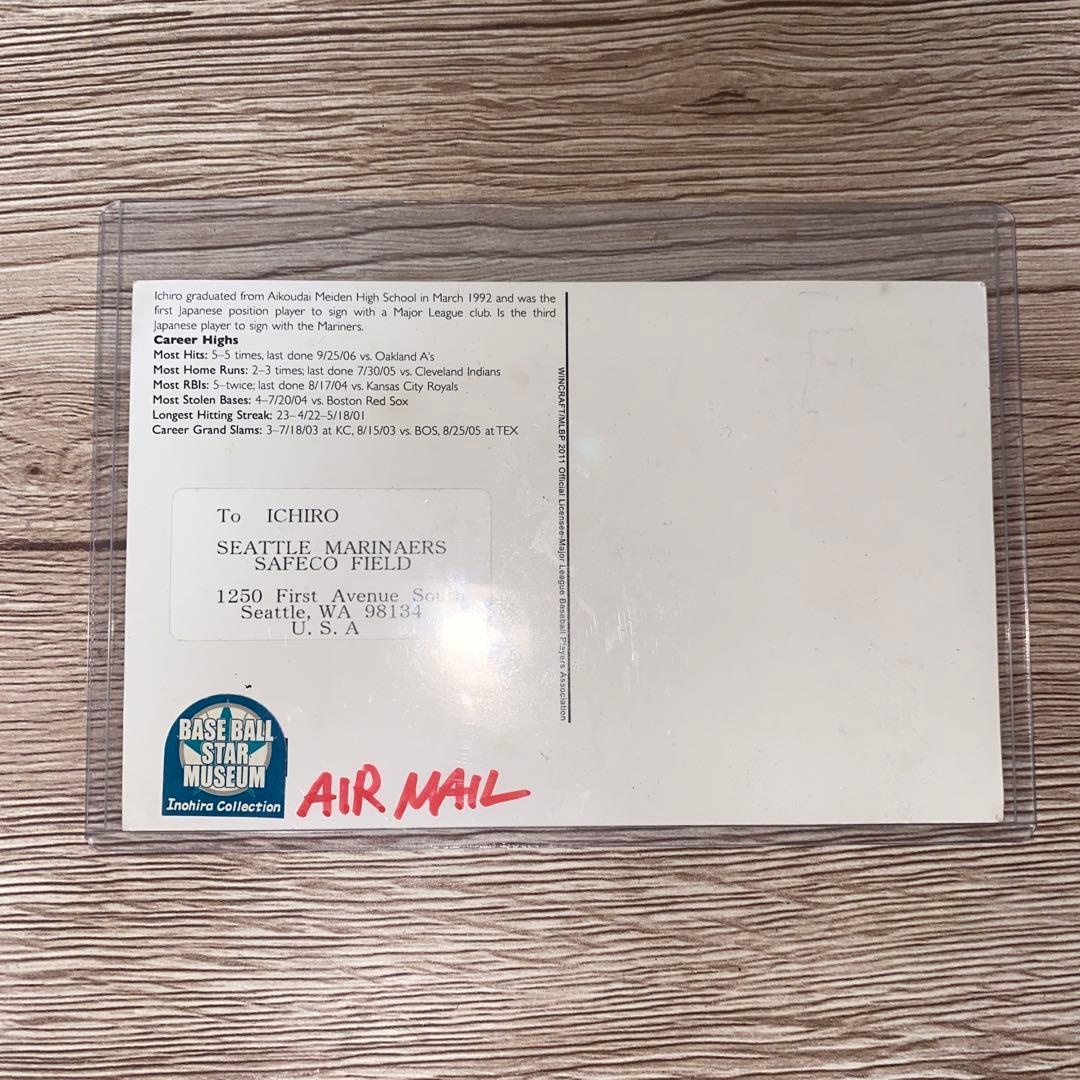 Ichiro graduated from Aikoudai Meiden High School in March 1992 and was the
first Japanese position player to sign with a Major League club. Is the third
Japanese player to sign with the Mariners.
Career Highs
Most Hits: 5–5 times, last done 9/25/06 vs. Oakland A's
Most Home Runs: 2–3 times; last done 7/30/05 vs. Cleveland Indians
Most RBIs: 5–twice; last done 8/17/04 vs. Kansas City Royals
Most Stolen Bases: 4–7/20/04 vs. Boston Red Sox
Longest Hitting Streak: 23–4/22–5/18/01
Career Grand Slams: 3–7/18/03 at KC, 8/15/03 vs. BOS, 8/25/05 at TEX
WINCRAFT/MLBP 2011 Official Licensee-Major League Baseball Players Association
To ICHIRO
SEATTLE MARINAERS
SAFECO FIELD
1250 First Avenue South
Seattle, WA 98134
U. S. A
BASE BALL
STAR
MUSEUM
Inohira Collection
AIR MAIL